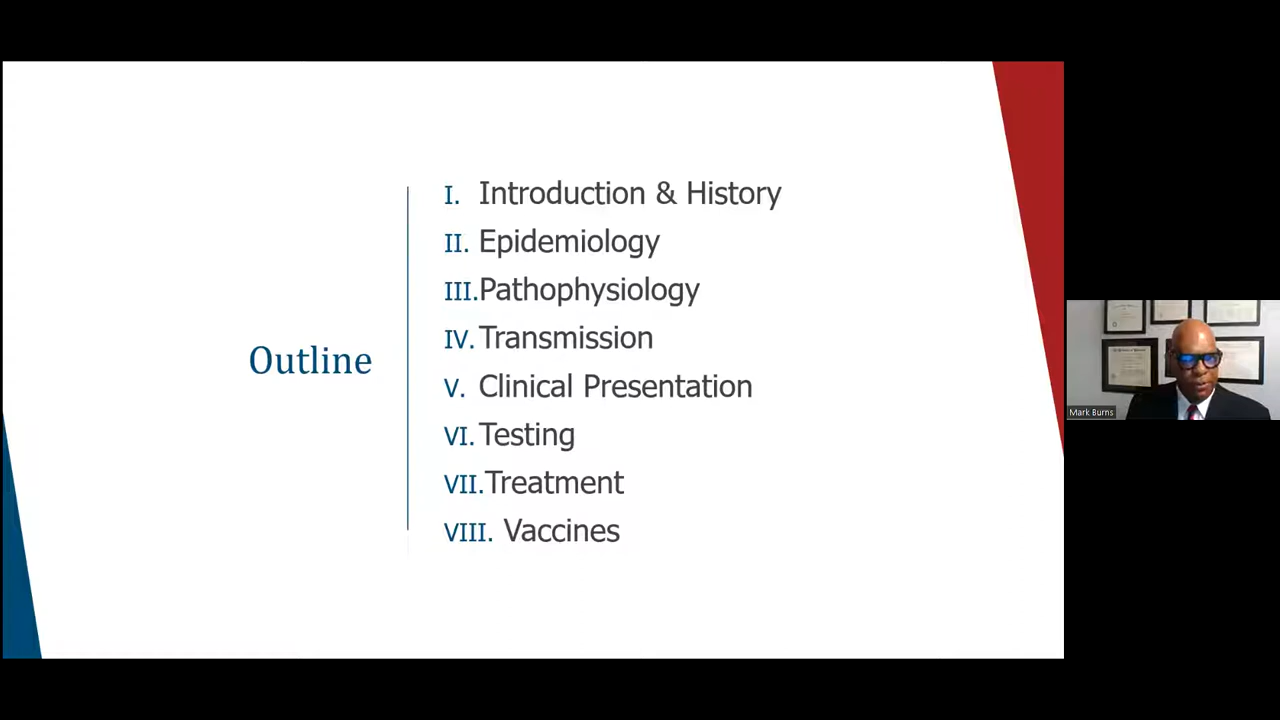 Outline
I. Introduction & History
II. Epidemiology
III. Pathophysiology
IV. Transmission
V. Clinical Presentation
VI. Testing
VII. Treatment
VIII. Vaccines
Mark Burns